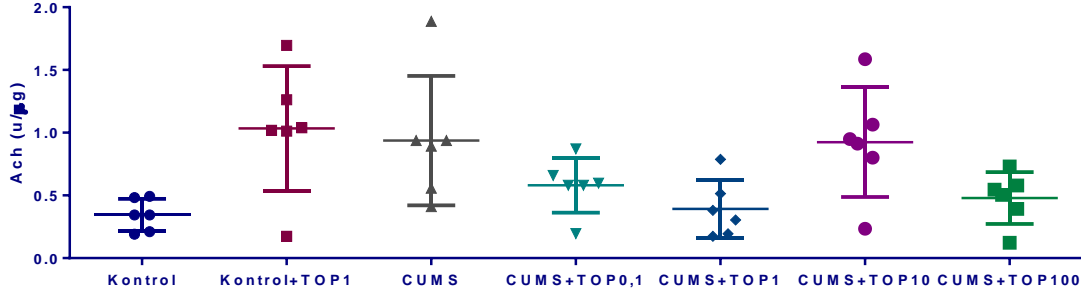 2.0
1.5
1.0
0.5
0.0
Ach (u/µg)
Kontrol Kontrol+TOP1 CUMS CUMS+TOP0,1 CUMS+TOP1 CUMS+TOP10 CUMS+TOP100